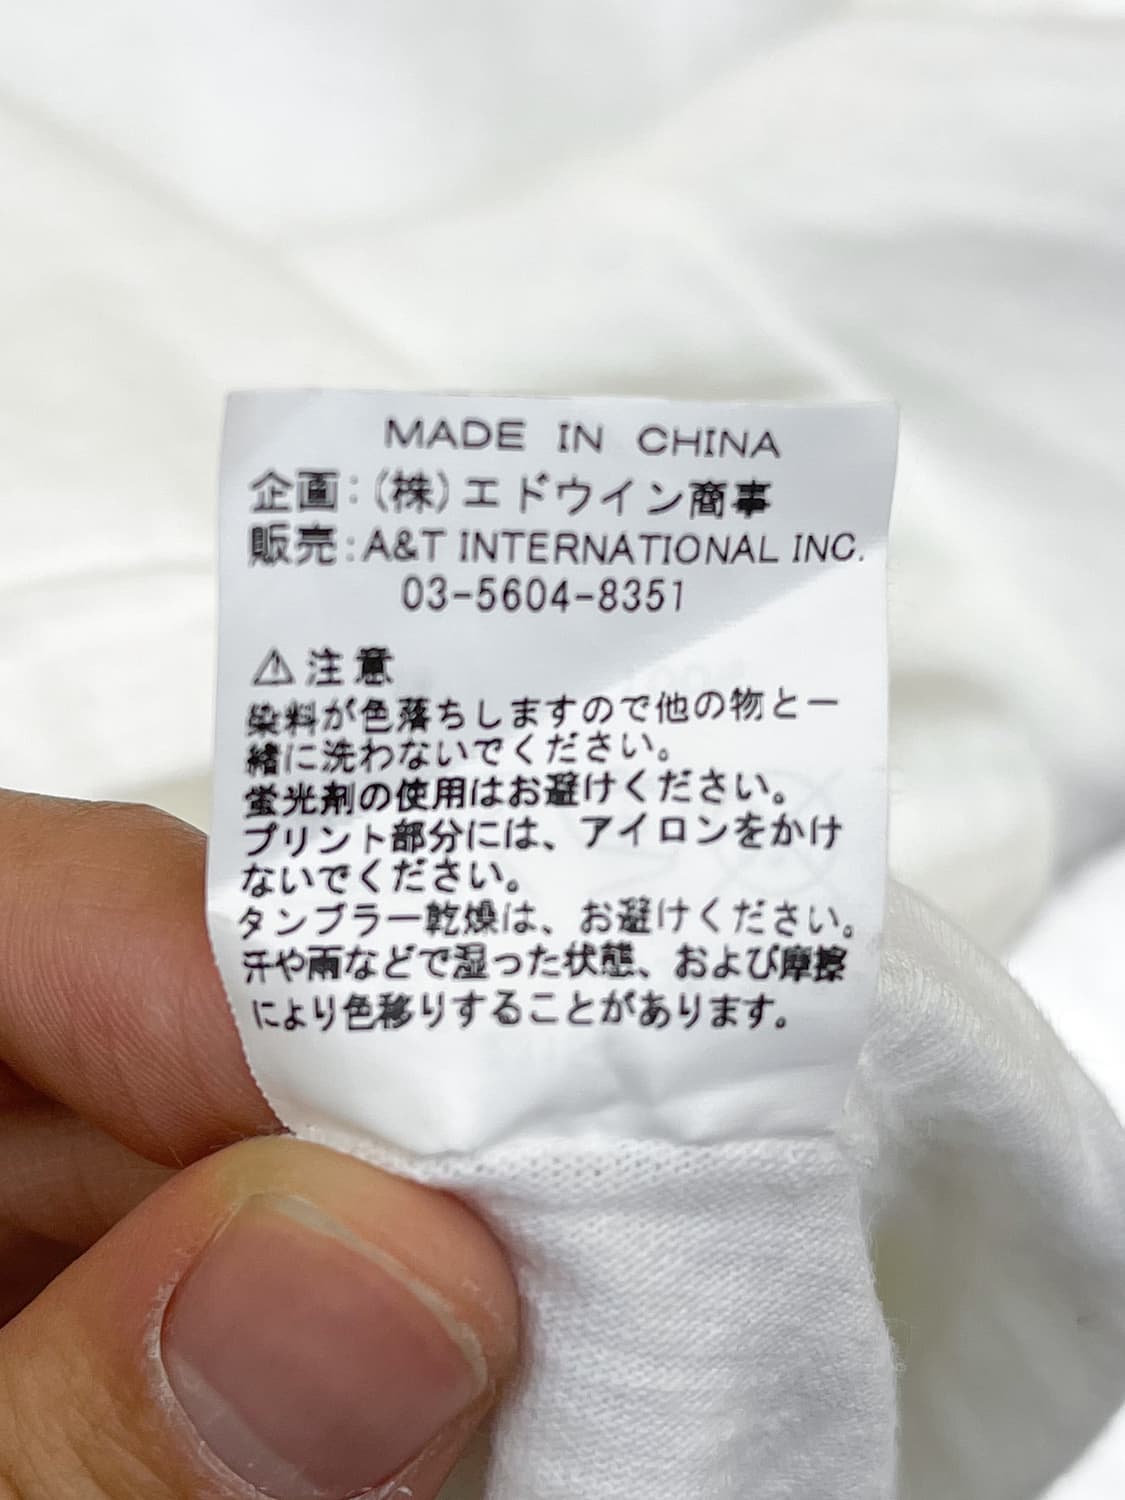 MADE IN CHINA
企画:(株)エドウイン商事
販売:A&T INTERNATIONAL INC.
03-5604-8351
⚠注意
染料が色落ちしますので他の物と一
緒に洗わないでください。
蛍光剤の使用はお避けください。
プリント部分には、アイロンをかけ
ないでください。
タンブラー乾燥は、お避けください。
汗や雨などで湿った状態、および摩擦
により色移りすることがあります。